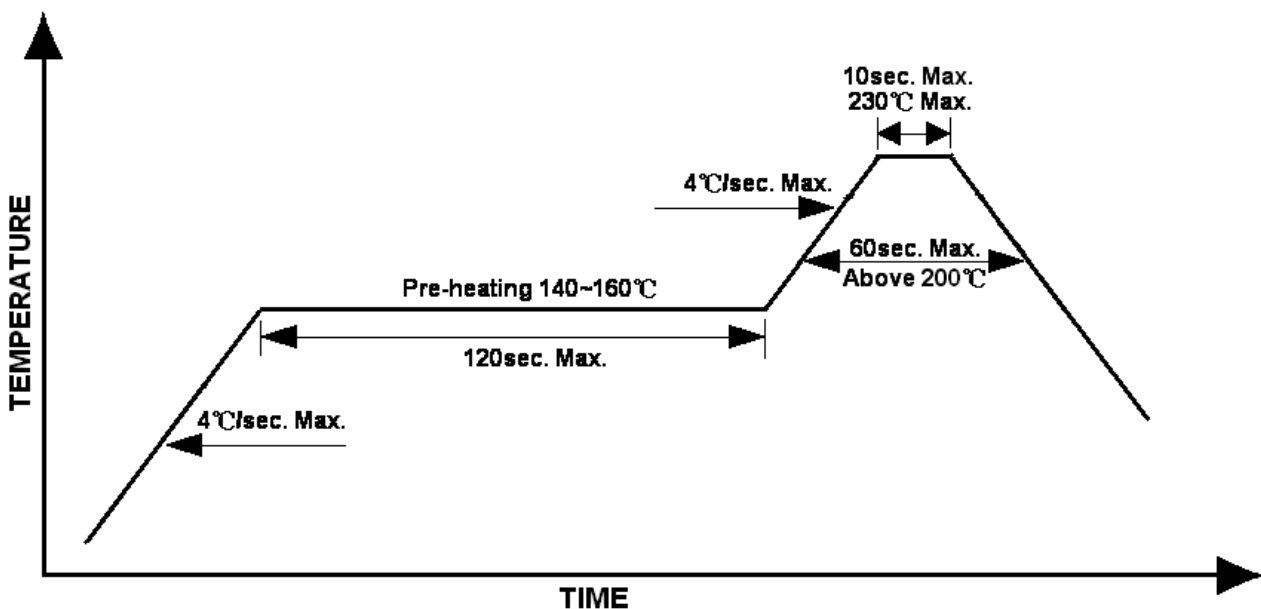 10sec. Max.
230℃ Max.
4℃/sec. Max.
60sec. Max.
Above 200℃
Pre-heating 140~160℃
120sec. Max.
4℃/sec. Max.
TEMPERATURE
TIME